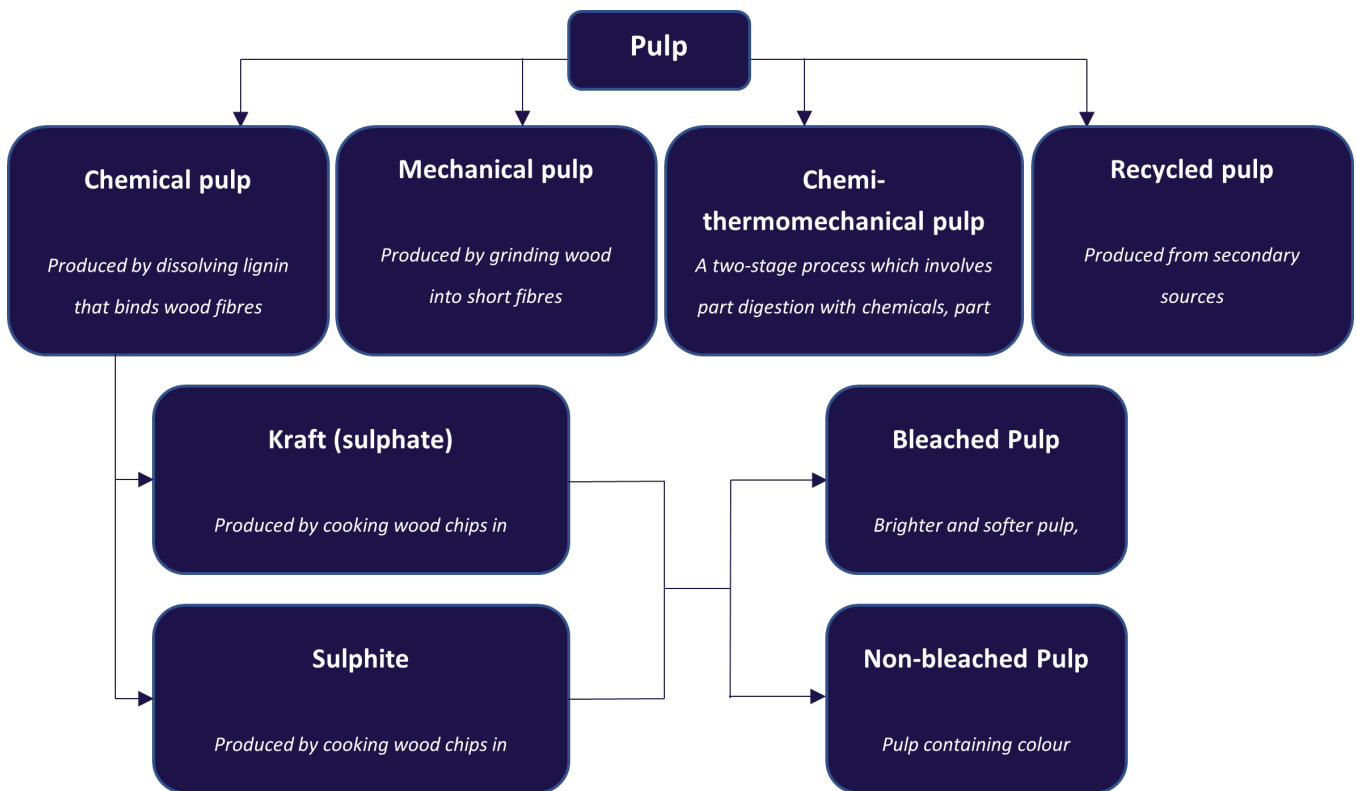 Pulp
Chemical pulp
Produced by dissolving lignin
that binds wood fibres
Mechanical pulp
Produced by grinding wood
into short fibres
Chemi-
thermomechanical pulp
A two-stage process which involves
part digestion with chemicals, part
Recycled pulp
Produced from secondary
sources
Kraft (sulphate)
Produced by cooking wood chips in
Bleached Pulp
Brighter and softer pulp,
Sulphite
Produced by cooking wood chips in
Non-bleached Pulp
Pulp containing colour